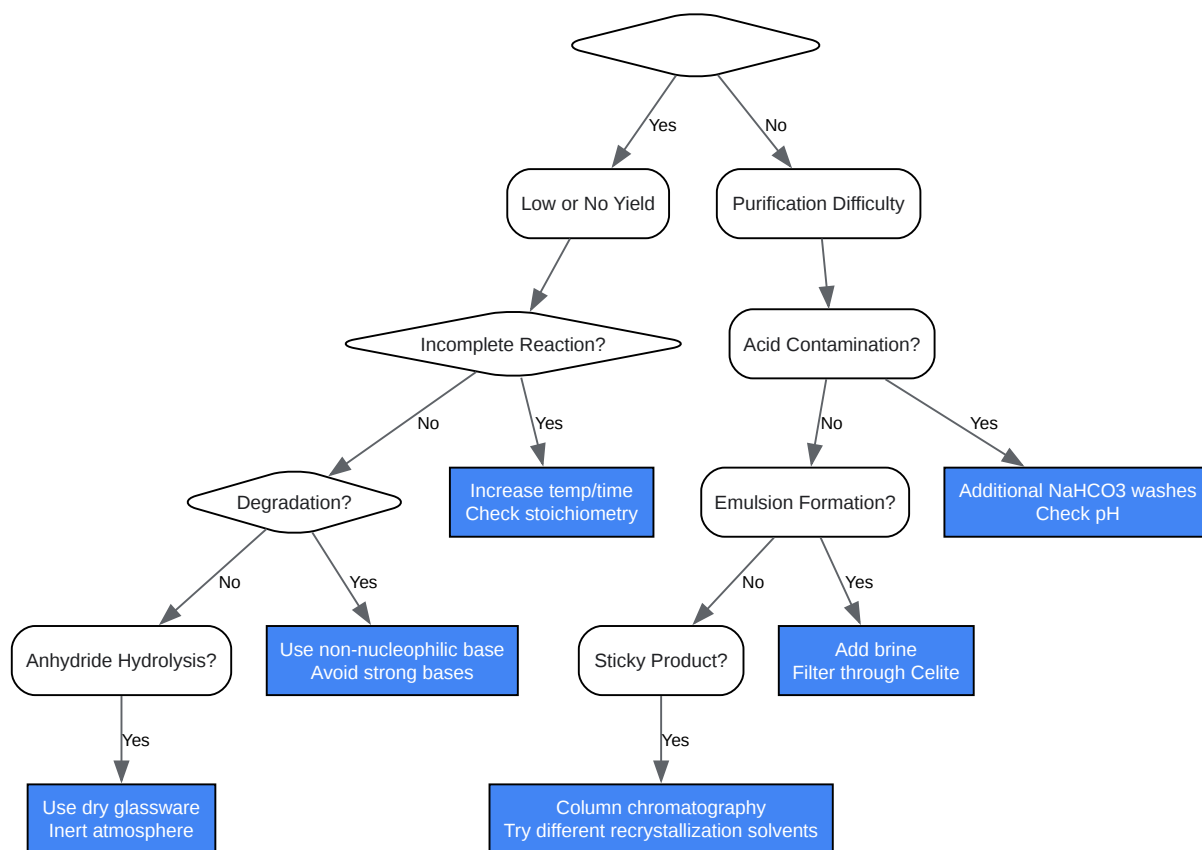 Yes
No
Low or No Yield
Purification Difficulty
Incomplete Reaction?
Acid Contamination?
No
Yes
No
Yes
Degradation?
Increase temp/time
Check stoichiometry
Emulsion Formation?
Additional NaHCO3 washes
Check pH
No
Yes
No
Yes
Anhydride Hydrolysis?
Use non-nucleophilic base
Avoid strong bases
Sticky Product?
Add brine
Filter through Celite
Yes
Yes
Use dry glassware
Inert atmosphere
Column chromatography
Try different recrystallization solvents